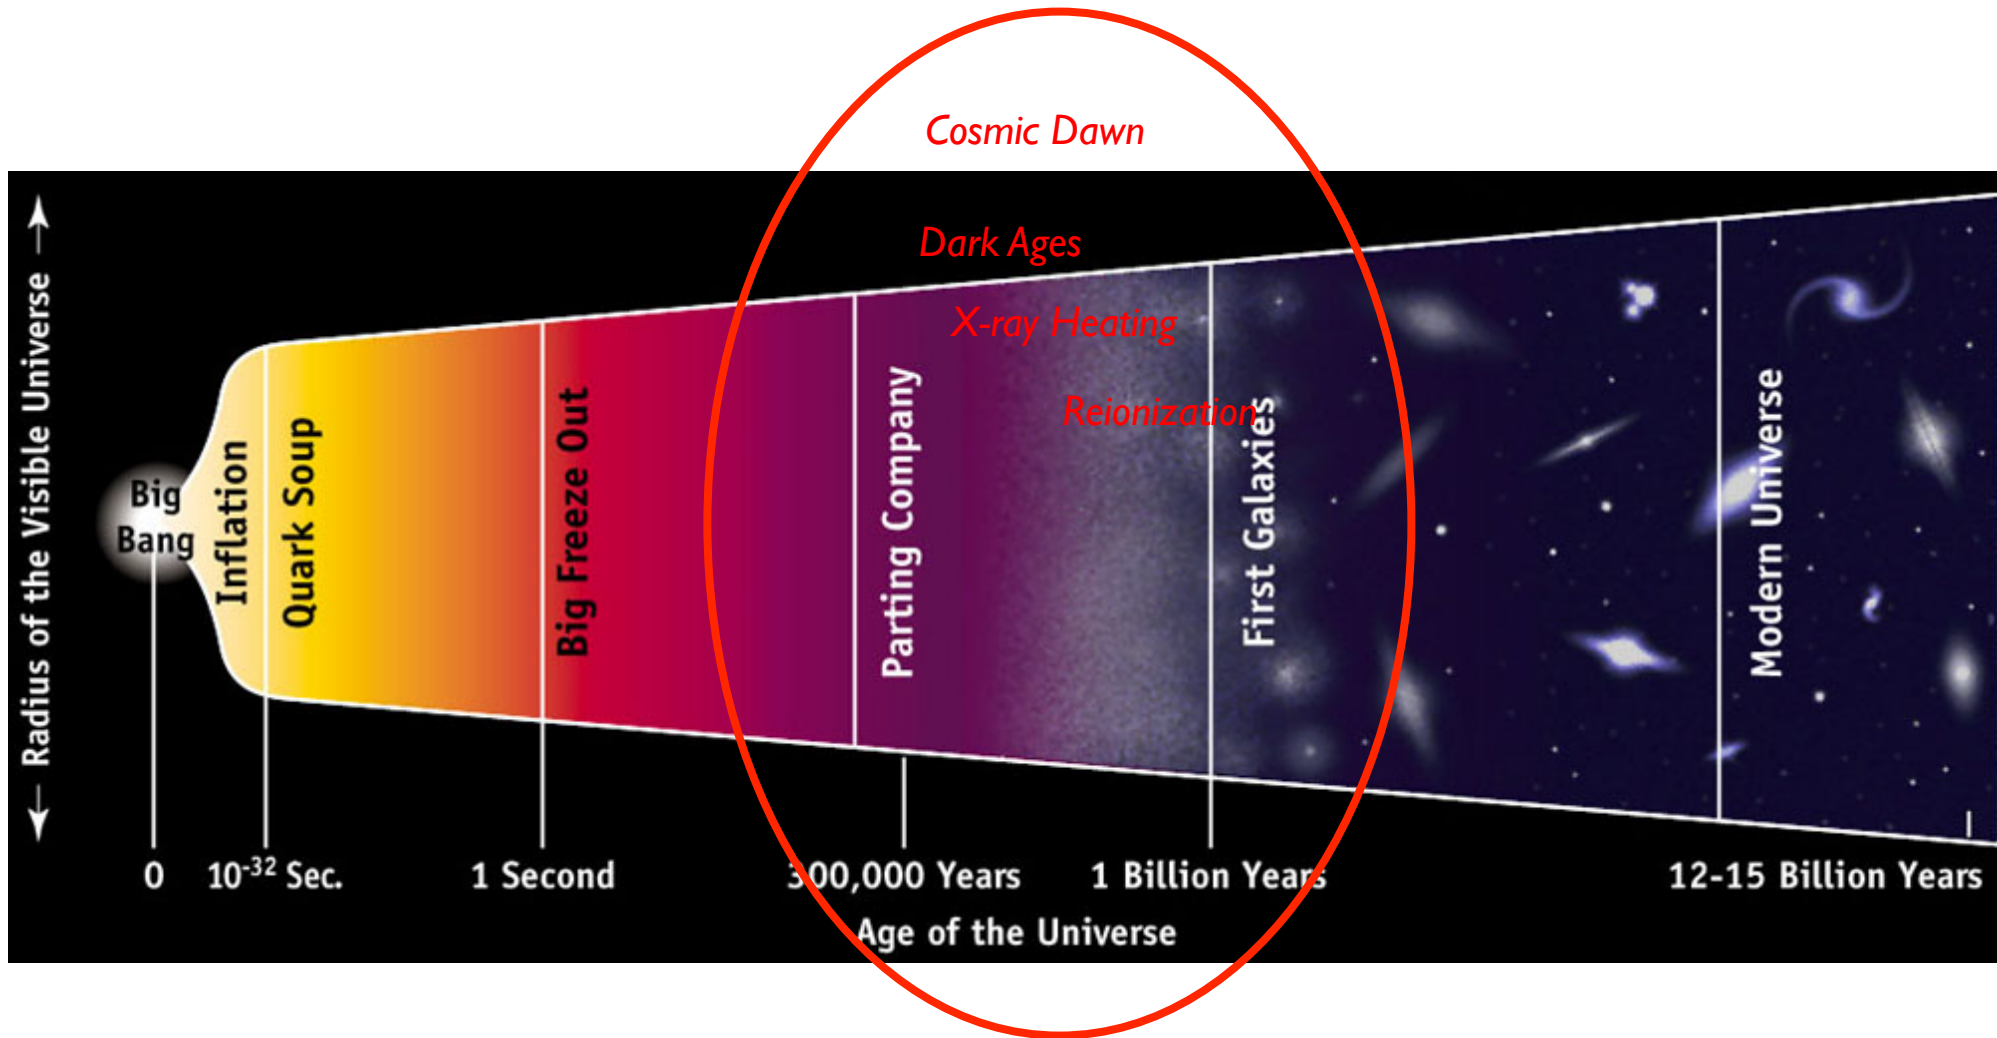 Cosmic Dawn
Dark Ages
X-ray Heating
Reionization
← Radius of the Visible Universe →
Big
Bang
Inflation
Quark Soup
Big Freeze Out
Parting Company
First Galaxies
Modern Universe
0
10⁻³² Sec.
1 Second
300,000 Years
1 Billion Years
12-15 Billion Years
Age of the Universe